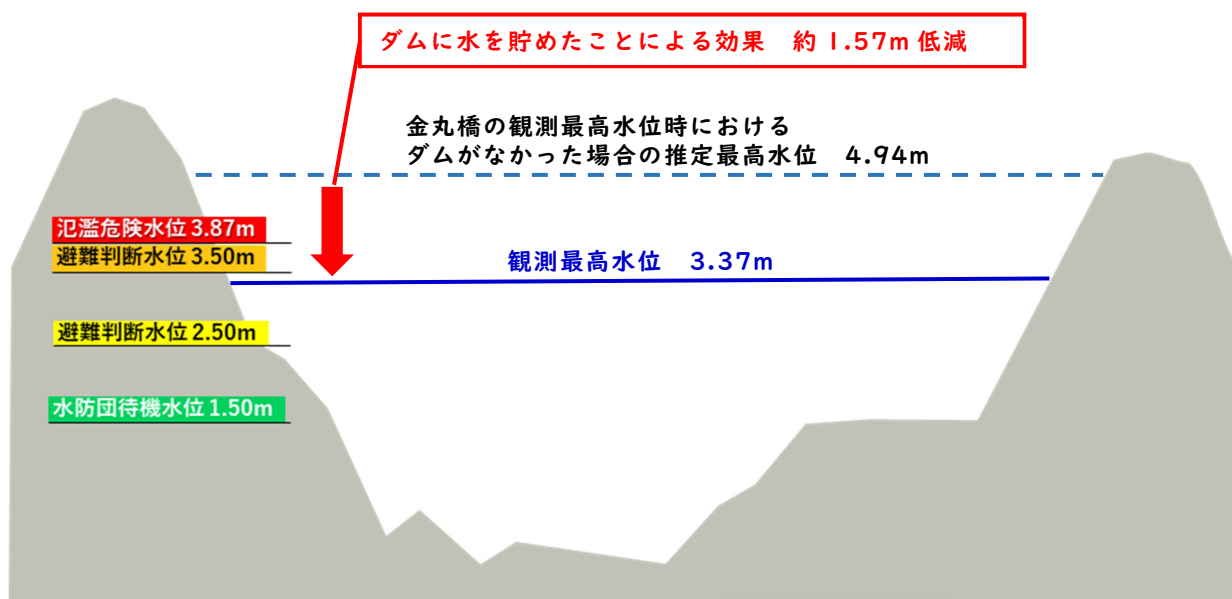 ダムに水を貯めたことによる効果　約1.57m低減
金丸橋の観測最高水位時における
ダムがなかった場合の推定最高水位　4.94m
氾濫危険水位3.87m
避難判断水位3.50m
観測最高水位　3.37m
避難判断水位2.50m
水防団待機水位1.50m